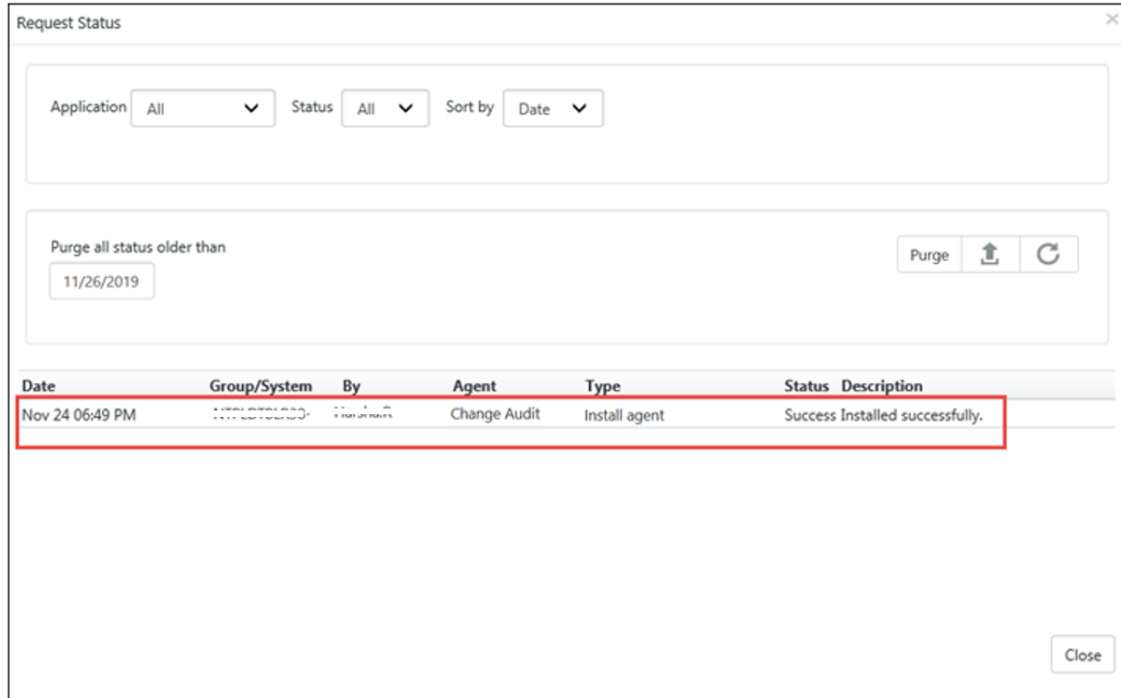 Request Status
Application All Status All Sort by Date
Purge all status older than
Purge
11/26/2019
Date Group/System By Agent Type Status Description
Nov 24 06:49 PM Change Audit Install agent Success Installed successfully.
Close